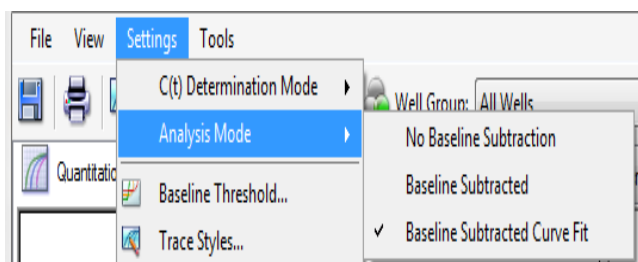 File View Settings Tools
C(t) Determination Mode
Well Group: All Wells
Analysis Mode
No Baseline Subtraction
Baseline Subtracted
Baseline Subtracted Curve Fit
Baseline Threshold...
Trace Styles...